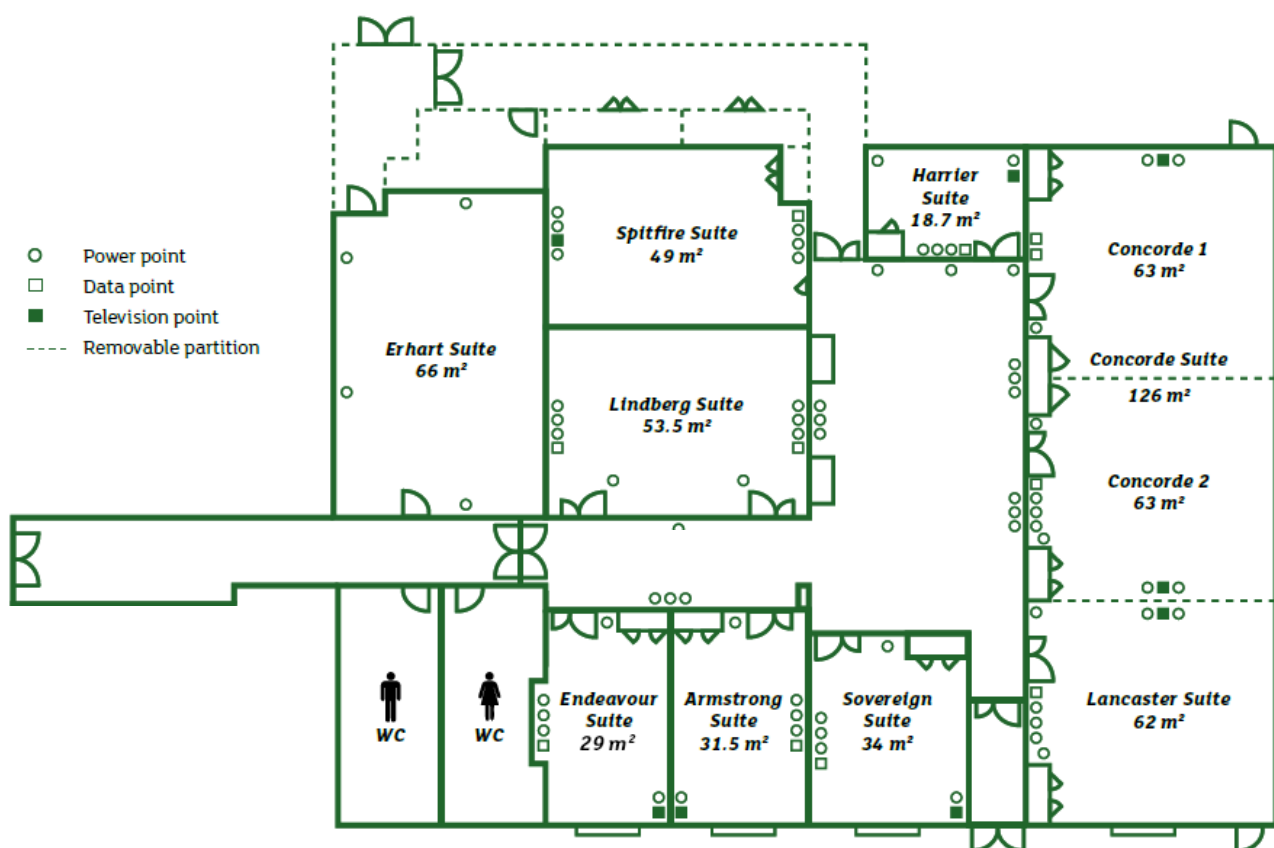 Power point
Data point
Television point
Removable partition
Harrier
Suite
18.7 m²
Spitfire Suite
49 m²
Concorde 1
63 m²
Erhart Suite
66 m²
Concorde Suite
126 m²
Lindberg Suite
53.5 m²
Concorde 2
63 m²
WC
WC
Endeavour
Suite
29 m²
Armstrong
Suite
31.5 m²
Sovereign
Suite
34 m²
Lancaster Suite
62 m²